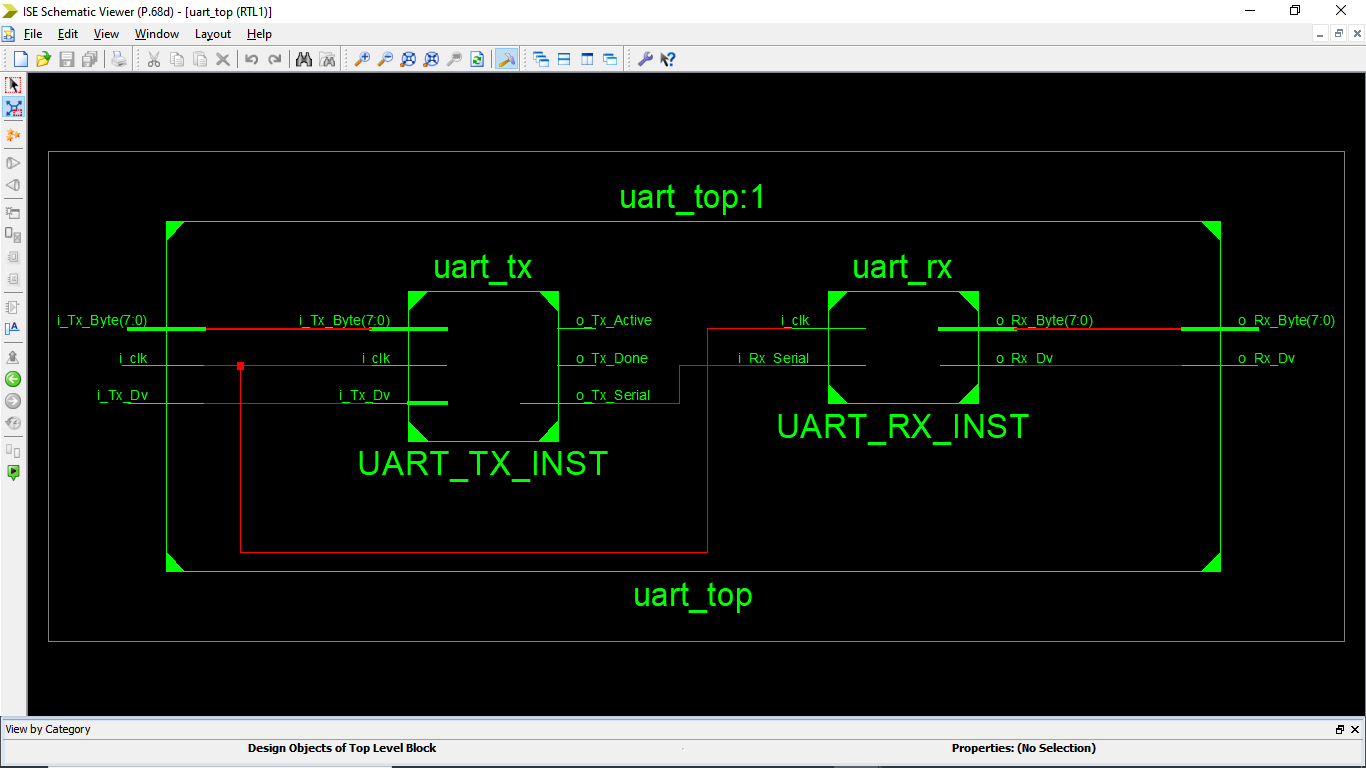 ISE Schematic Viewer (P.68d) - [uart_top (RTL1)]
File Edit View Window Layout Help
uart_top:1
uart_tx
uart_rx
i_Tx_Byte(7:0)
i_Tx_Byte(7:0)
o_Tx_Active
i_clk
o_Rx_Byte(7:0)
o_Rx_Byte(7:0)
i_clk
i_clk
o_Tx_Done
i_Rx_Serial
o_Rx_Dv
o_Rx_Dv
i_Tx_Dv
i_Tx_Dv
o_Tx_Serial
UART_RX_INST
UART_TX_INST
uart_top
View by Category
Design Objects of Top Level Block
Properties: (No Selection)